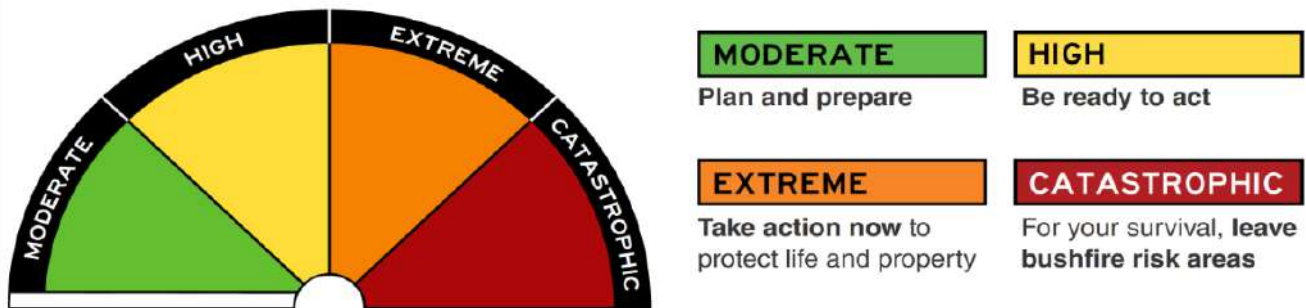 MODERATE
HIGH
EXTREME
CATASTROPHIC
MODERATE
Plan and prepare
HIGH
Be ready to act
EXTREME
Take action now to
protect life and property
CATASTROPHIC
For your survival, leave
bushfire risk areas